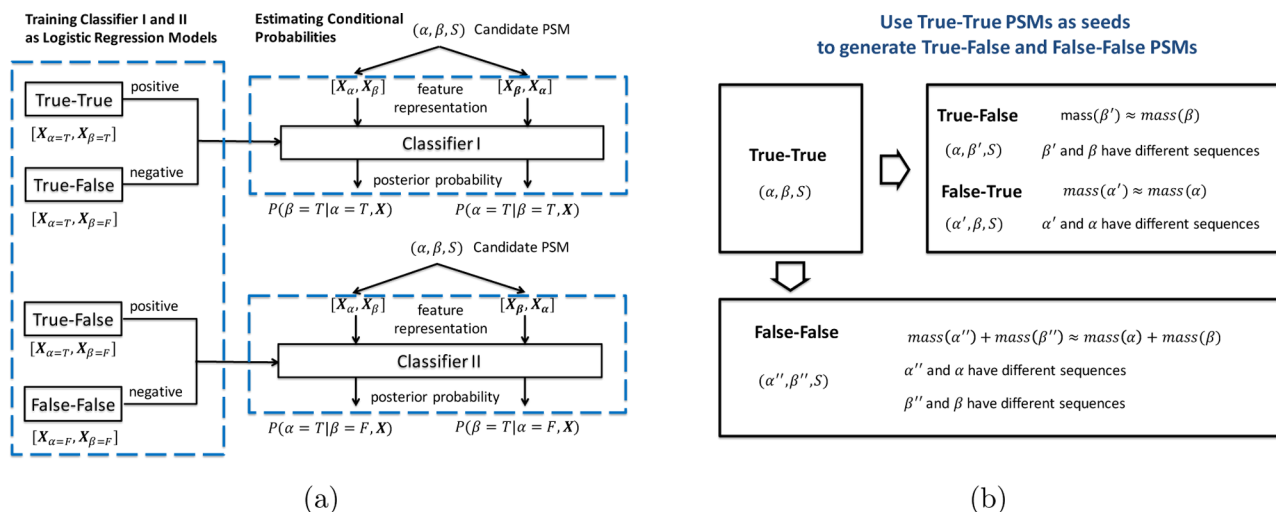 Training Classifier I and II
as Logistic Regression Models
True-True
positive
[X_{α=T}, X_{β=T}]
True-False
negative
[X_{α=T}, X_{β=F}]
True-False
positive
[X_{α=T}, X_{β=F}]
False-False
negative
[X_{α=F}, X_{β=F}]
Estimating Conditional
Probabilities
(α, β, S) Candidate PSM
[X_α, X_β] feature [X_β, X_α]
representation
Classifier I
posterior probability
P(β = T|α = T, X) P(α = T|β = T, X)
(α, β, S) Candidate PSM
[X_α, X_β] feature [X_β, X_α]
representation
Classifier II
posterior probability
P(α = T|β = F, X) P(β = T|α = F, X)
(a)
Use True-True PSMs as seeds
to generate True-False and False-False PSMs
True-True
(α, β, S)
True-False mass(β′) ≈ mass(β)
(α, β′, S) β′ and β have different sequences
False-True mass(α′) ≈ mass(α)
(α′, β, S) α′ and α have different sequences
False-False mass(α′′) + mass(β′′) ≈ mass(α) + mass(β)
(α′′, β′′, S) α′′ and α have different sequences
β′′ and β have different sequences
(b)